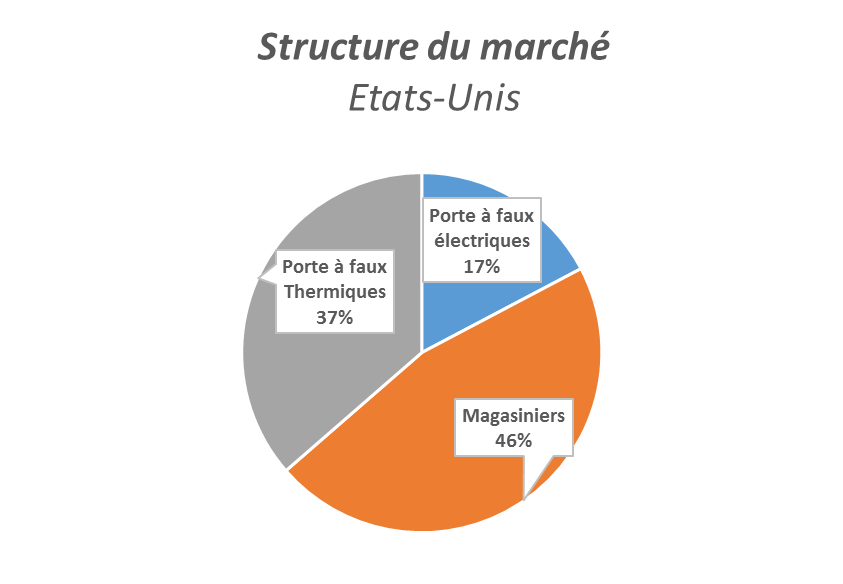 Structure du marché
Etats-Unis
Porte à faux
électriques
17%
Porte à faux
Thermiques
37%
Magasiniers
46%